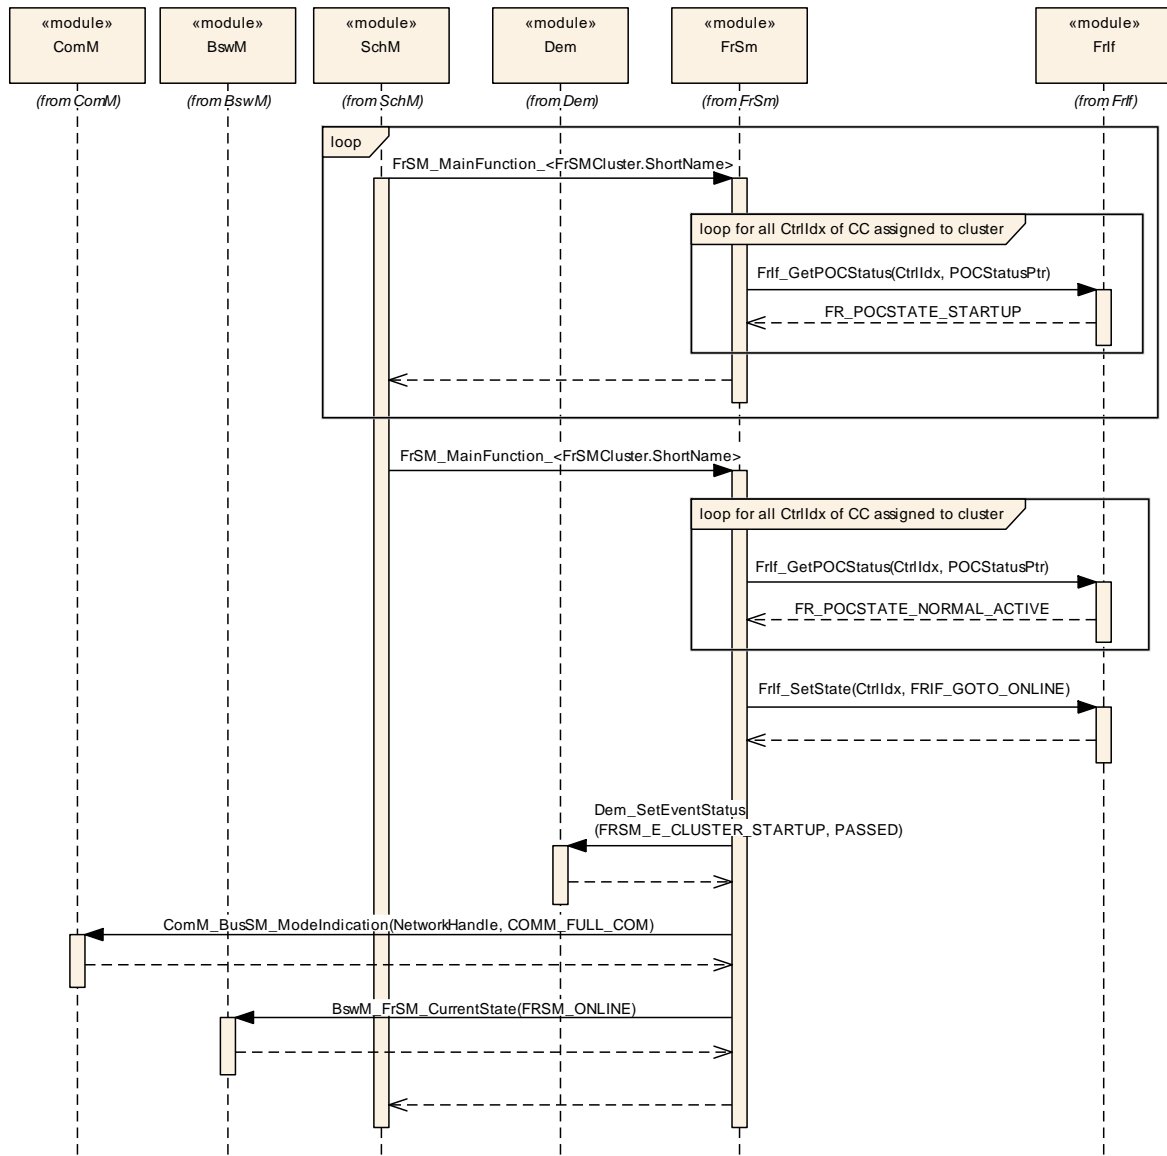 «module»
ComM
«module»
BswM
«module»
SchM
«module»
Dem
«module»
FrSm
«module»
FrIf
(from ComM)
(from BswM)
(from SchM)
(from Dem)
(from FrSm)
(from FrIf)
loop
FrSM_MainFunction_<FrSMCluster.ShortName>
loop for all CtrlIdx of CC assigned to cluster
FrIf_GetPOCStatus(CtrlIdx, POCStatusPtr)
FR_POCSTATE_STARTUP
FrSM_MainFunction_<FrSMCluster.ShortName>
loop for all CtrlIdx of CC assigned to cluster
FrIf_GetPOCStatus(CtrlIdx, POCStatusPtr)
FR_POCSTATE_NORMAL_ACTIVE
FrIf_SetState(CtrlIdx, FRIF_GOTO_ONLINE)
Dem_SetEventStatus
(FRSM_E_CLUSTER_STARTUP, PASSED)
ComM_BusSM_ModeIndication(NetworkHandle, COMM_FULL_COM)
BswM_FrSM_CurrentState(FRSM_ONLINE)